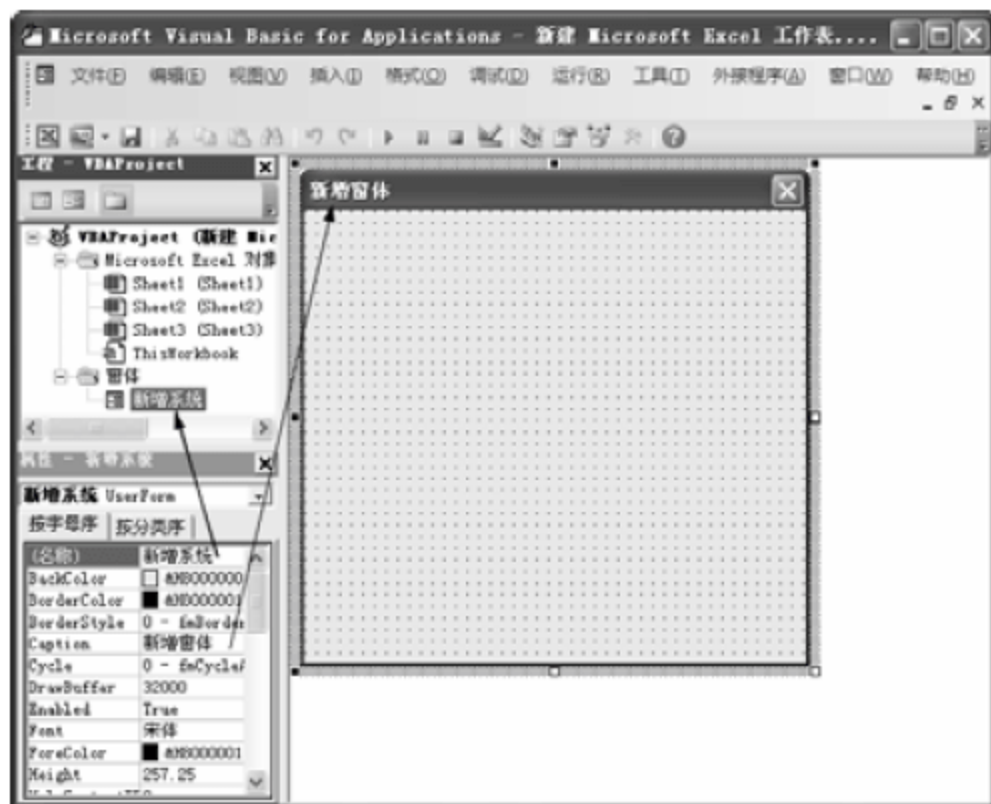 Microsoft Visual Basic for Applications - 新建 Microsoft Excel 工作表....
文件(F) 编辑(E) 视图(V) 插入(I) 格式(O) 调试(D) 运行(R) 工具(T) 外接程序(A) 窗口(W) 帮助(H)
工程 - VBAProject
VBAProject (新建 Mic
Microsoft Excel 对象
Sheet1 (Sheet1)
Sheet2 (Sheet2)
Sheet3 (Sheet3)
ThisWorkbook
窗体
新增系统
新增窗体
属性 - 新增系统
新增系统 UserForm
按字母序 按分类序
(名称) 新增系统
BackColor &H8000000
BorderColor &H8000001
BorderStyle 0 - fmBorder
Caption 新增窗体
Cycle 0 - fmCycleA
DrawBuffer 32000
Enabled True
Font 宋体
ForeColor &H8000001
Height 257.25